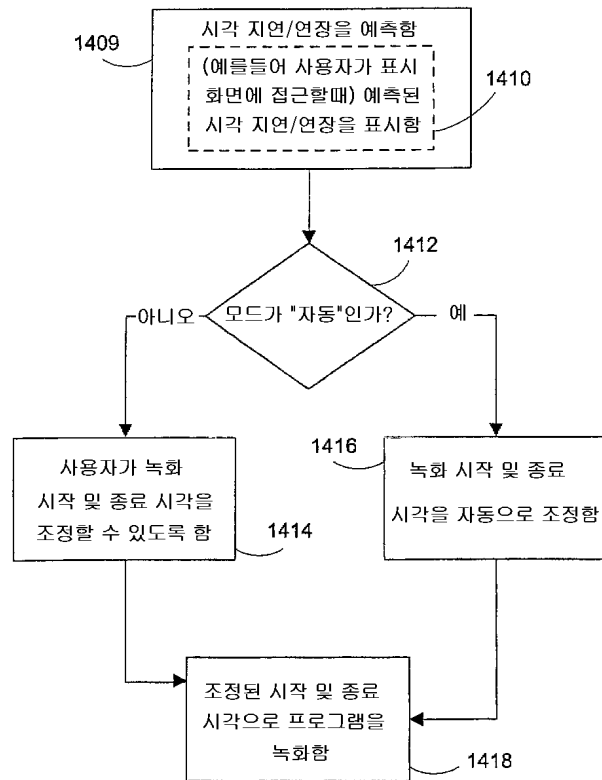 1409
시각 지연/연장을 예측함
(예를들어 사용자가 표시
화면에 접근할때) 예측된
시각 지연/연장을 표시함
1410
1412
모드가 "자동"인가?
아니오
예
사용자가 녹화
시작 및 종료 시각을
조정할 수 있도록 함
1414
1416
녹화 시작 및 종료
시각을 자동으로 조정함
조정된 시작 및 종료
시각으로 프로그램을
녹화함
1418